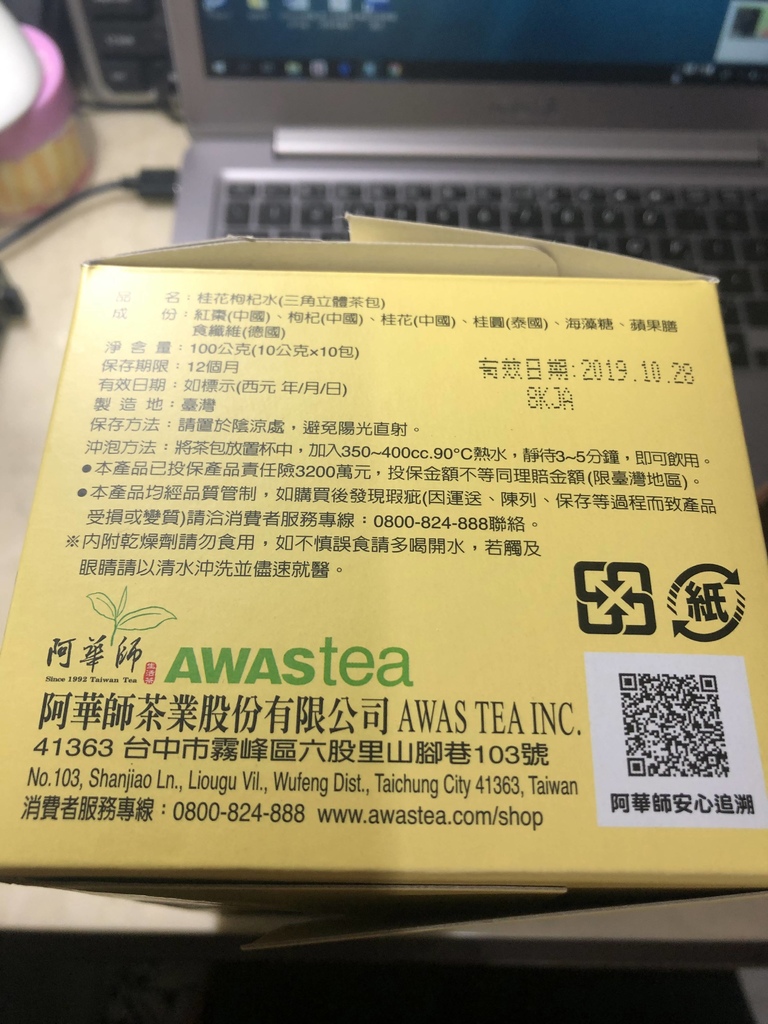 品　名：桂花枸杞水(三角立體茶包)
成　份：紅棗(中國)、枸杞(中國)、桂花(中國)、桂圓(泰國)、海藻糖、蘋果膳
食纖維(德國)
淨含量：100公克(10公克×10包)
保存期限：12個月
有效日期：如標示(西元 年/月/日)
有效日期:2019.10.28
8KJA
製造地：臺灣
保存方法：請置於陰涼處，避免陽光直射。
沖泡方法：將茶包放置杯中，加入350~400cc.90°C熱水，靜待3~5分鐘，即可飲用。
●本產品已投保產品責任險3200萬元，投保金額不等同理賠金額(限臺灣地區)。
●本產品均經品質管制，如購買後發現瑕疵(因運送、陳列、保存等過程而致產品
受損或變質)請洽消費者服務專線：0800-824-888聯絡。
※內附乾燥劑請勿食用，如不慎誤食請多喝開水，若觸及
眼睛請以清水沖洗並儘速就醫。
紙
阿華師 生活茶 AWAStea
Since 1992 Taiwan Tea
阿華師茶業股份有限公司 AWAS TEA INC.
41363 台中市霧峰區六股里山腳巷103號
No.103, Shanjiao Ln., Liougu Vil., Wufeng Dist., Taichung City 41363, Taiwan
消費者服務專線：0800-824-888 www.awastea.com/shop
阿華師安心追溯